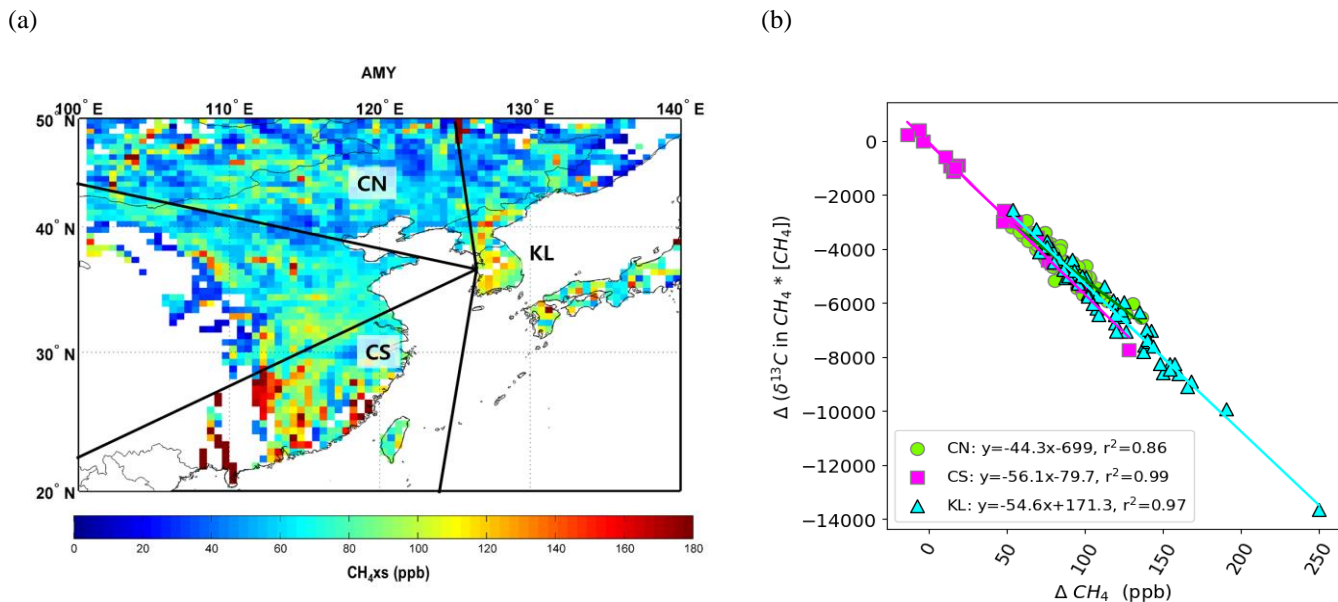 (a)
(b)
AMY
100° E 110° E 120° E 130° E 140° E
50° N
CN
40° N
KL
30° N
CS
20° N
0 20 40 60 80 100 120 140 160 180
CH₄xs (ppb)
0
−2000
−4000
−6000
−8000
−10000
−12000
−14000
Δ (δ¹³C in CH₄ * [CH₄])
CN: y=-44.3x-699, r²=0.86
CS: y=-56.1x-79.7, r²=0.99
KL: y=-54.6x+171.3, r²=0.97
0 50 100 150 200 250
Δ CH₄ (ppb)